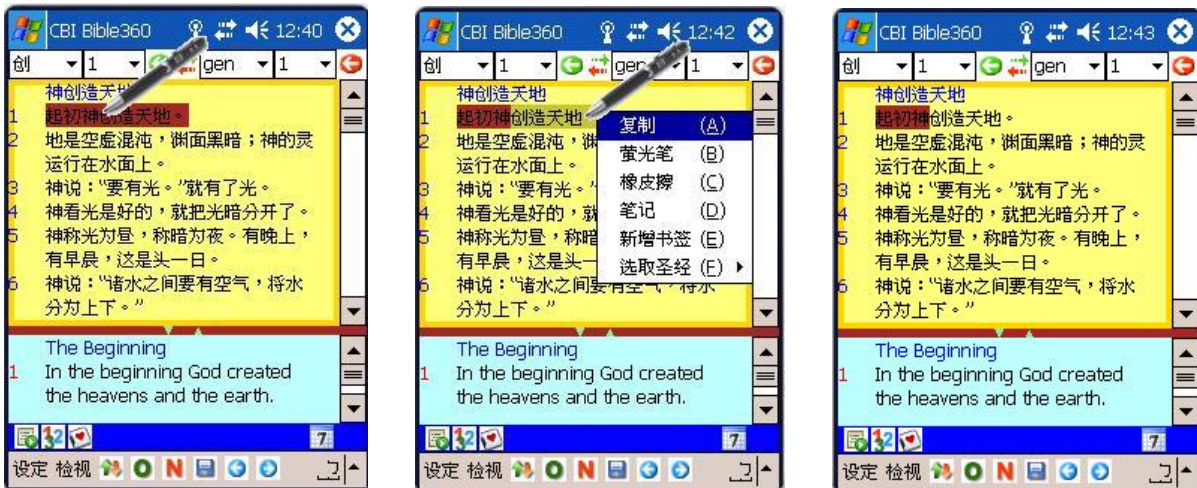 CBI Bible360 12:40
创 1 gen 1
神创造天地
1 起初神创造天地。
2 地是空虚混沌，渊面黑暗；神的灵
运行在水面上。
3 神说：“要有光。”就有了光。
4 神看光是好的，就把光暗分开了。
5 神称光为昼，称暗为夜。有晚上，
有早晨，这是头一日。
6 神说：“诸水之间要有空气，将水
分为上下。”
The Beginning
1 In the beginning God created
the heavens and the earth.
7
设定 检视 O N
CBI Bible360 12:42
创 1 gen 1
神创造天地
1 起初神创造天地
2 地是空虚混沌，渊
运行在水面上。
3 神说：“要有光。”
4 神看光是好的，就
5 神称光为昼，称暗
有早晨，这是头一
6 神说：“诸水之间要有空气，将水
分为上下。”
复制 (A)
萤光笔 (B)
橡皮擦 (C)
笔记 (D)
新增书签 (E)
选取圣经 (F)
The Beginning
1 In the beginning God created
the heavens and the earth.
7
设定 检视 O N
CBI Bible360 12:43
创 1 gen 1
神创造天地
1 起初神创造天地。
2 地是空虚混沌，渊面黑暗；神的灵
运行在水面上。
3 神说：“要有光。”就有了光。
4 神看光是好的，就把光暗分开了。
5 神称光为昼，称暗为夜。有晚上，
有早晨，这是头一日。
6 神说：“诸水之间要有空气，将水
分为上下。”
The Beginning
1 In the beginning God created
the heavens and the earth.
7
设定 检视 O N